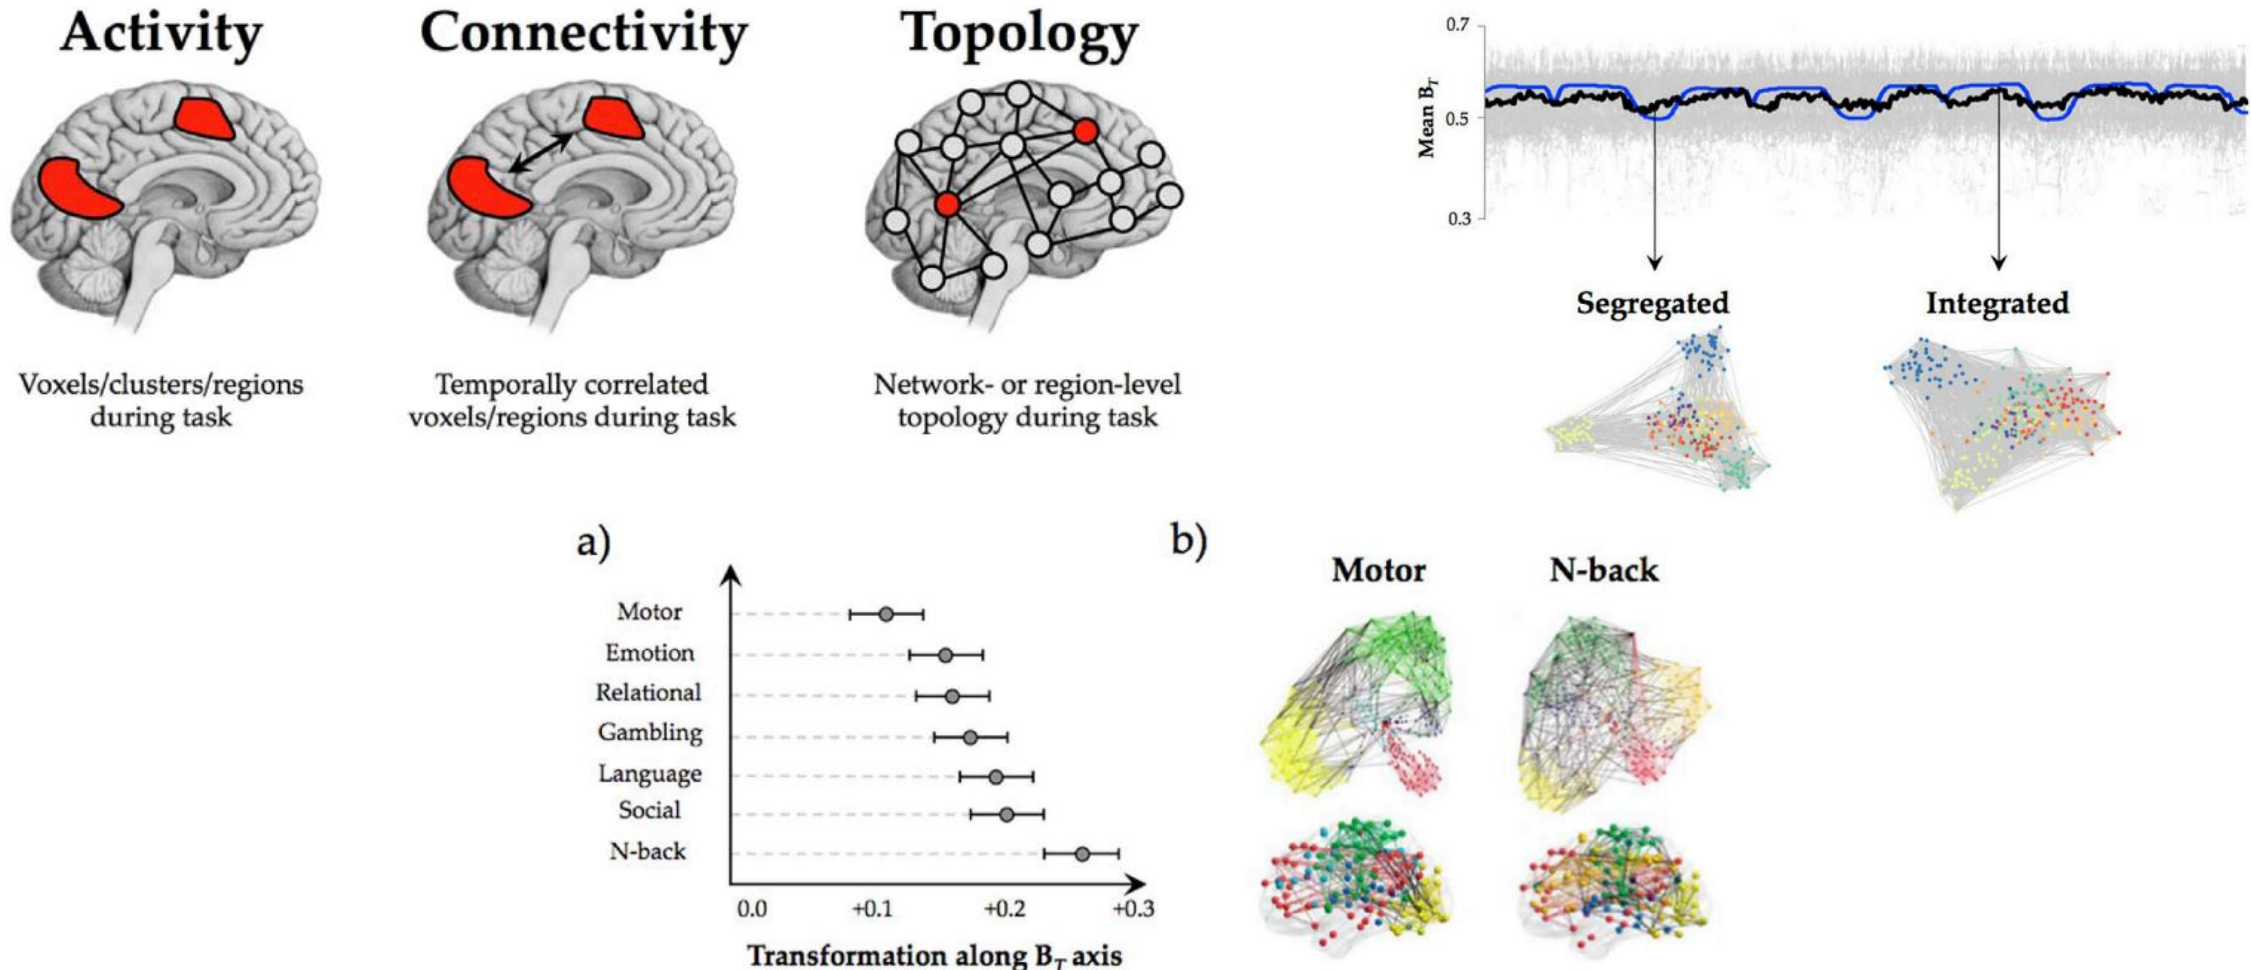 Activity
Voxels/clusters/regions
during task
Connectivity
Temporally correlated
voxels/regions during task
Topology
Network- or region-level
topology during task
Mean B_T
0.7
0.5
0.3
Segregated
Integrated
a)
Motor
Emotion
Relational
Gambling
Language
Social
N-back
0.0 +0.1 +0.2 +0.3
Transformation along B_T axis
b)
Motor
N-back